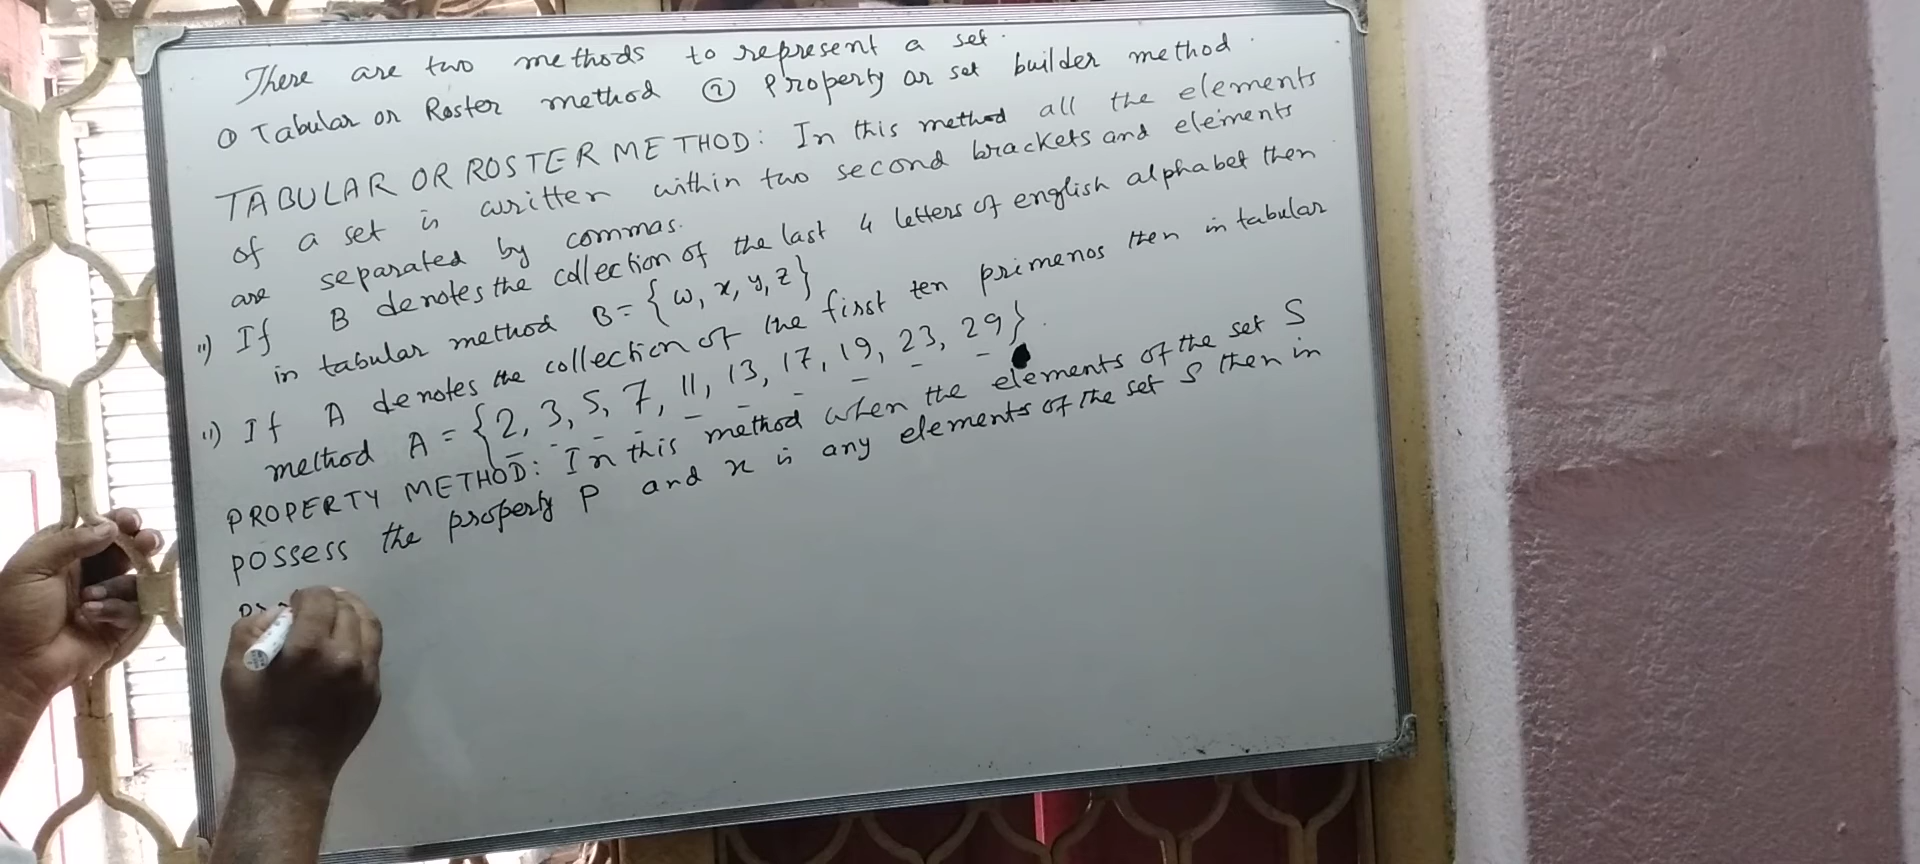 There are two methods to represent a set.
① Tabular or Roster method ② Property or set builder method.
TABULAR OR ROSTER METHOD: In this method all the elements
of a set is written within two second brackets and elements
are separated by commas.
i) If B denotes the collection of the last 4 letters of english alphabet then
in tabular method B = {w, x, y, z}
ii) If A denotes the collection of the first ten prime nos then in tabular
method A = {2, 3, 5, 7, 11, 13, 17, 19, 23, 29}.
PROPERTY METHOD: In this method when the elements of the set S
possess the property P and x is any elements of the set S then in